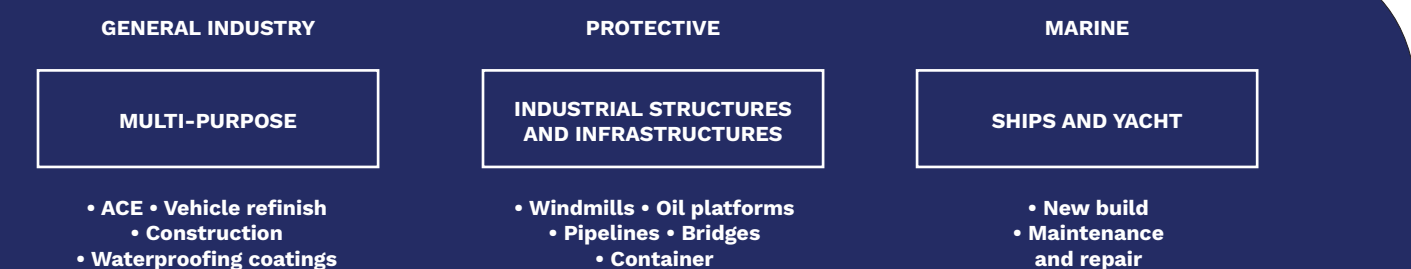 GENERAL INDUSTRY
MULTI-PURPOSE
• ACE • Vehicle refinish
• Construction
• Waterproofing coatings
PROTECTIVE
INDUSTRIAL STRUCTURES
AND INFRASTRUCTURES
• Windmills • Oil platforms
• Pipelines • Bridges
• Container
MARINE
SHIPS AND YACHT
• New build
• Maintenance
and repair